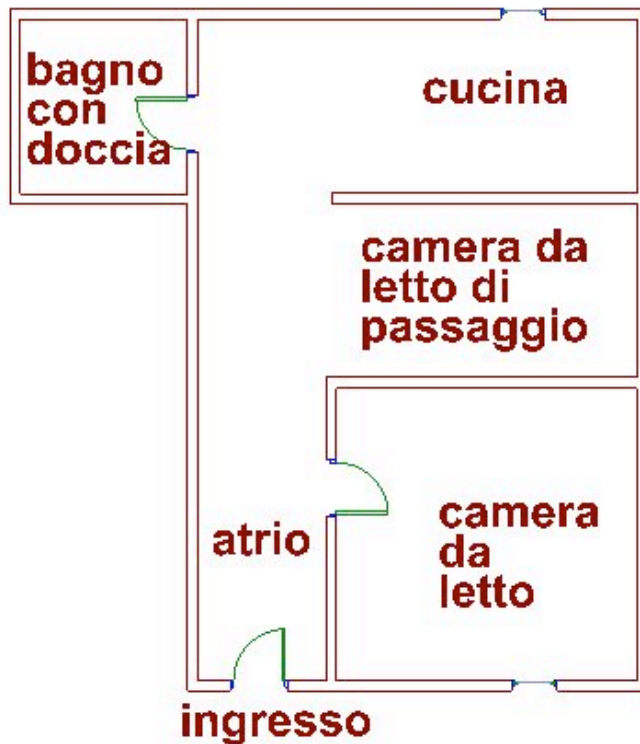 bagno
con
doccia
cucina
camera da
letto di
passaggio
atrio
camera
da
letto
ingresso